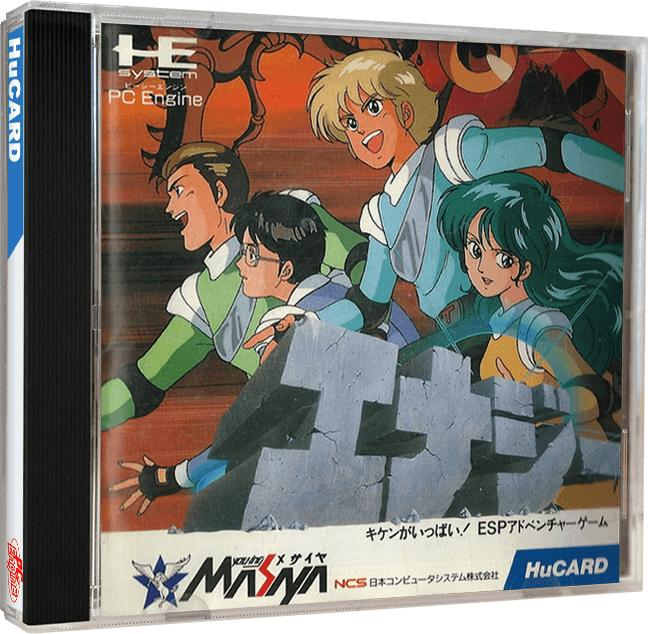 HuCARD
HE
system
ピーシーエンジン
PC Engine
エナジー
キケンがいっぱい! ESPアドベンチャーゲーム
young
×サイヤ
MASAYA
NCS 日本コンピュータシステム株式会社
HuCARD